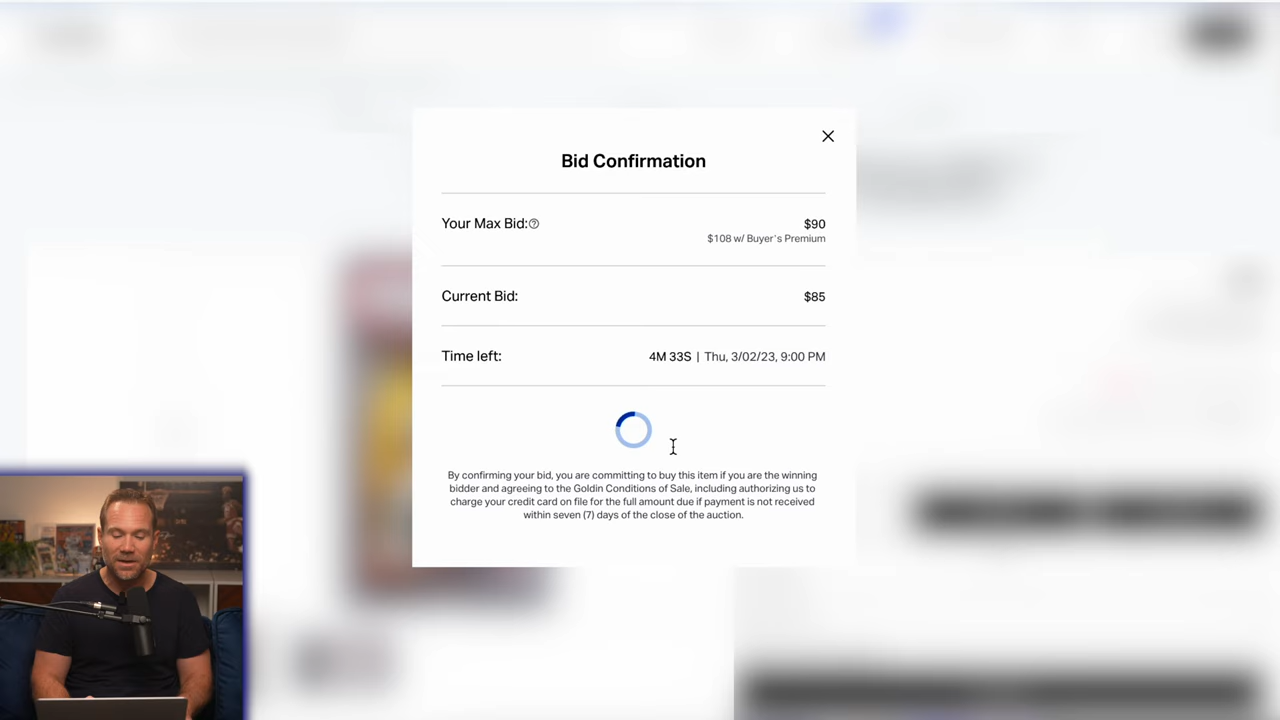 Bid Confirmation
Your Max Bid: $90
$108 w/ Buyer's Premium
Current Bid: $85
Time left: 4M 33S | Thu, 3/02/23, 9:00 PM
By confirming your bid, you are committing to buy this item if you are the winning
bidder and agreeing to the Goldin Conditions of Sale, including authorizing us to
charge your credit card on file for the full amount due if payment is not received
within seven (7) days of the close of the auction.